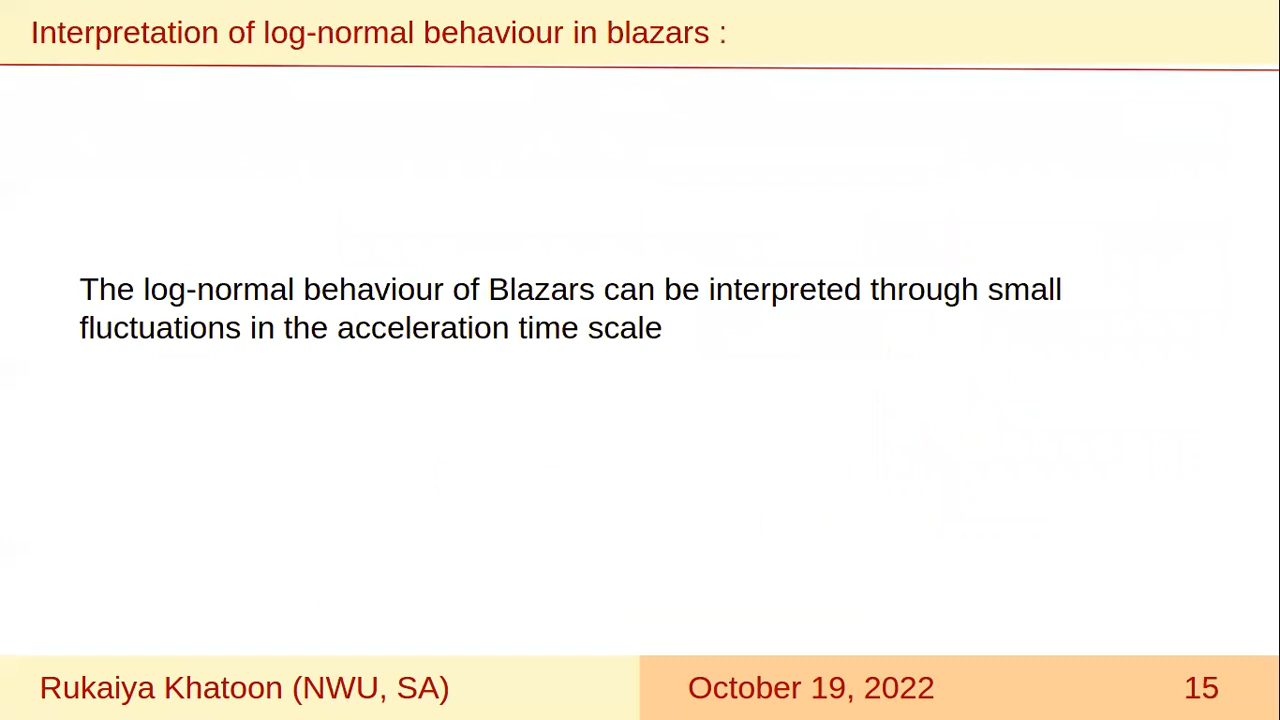 Interpretation of log-normal behaviour in blazars :
The log-normal behaviour of Blazars can be interpreted through small
fluctuations in the acceleration time scale
Rukaiya Khatoon (NWU, SA)
October 19, 2022
15